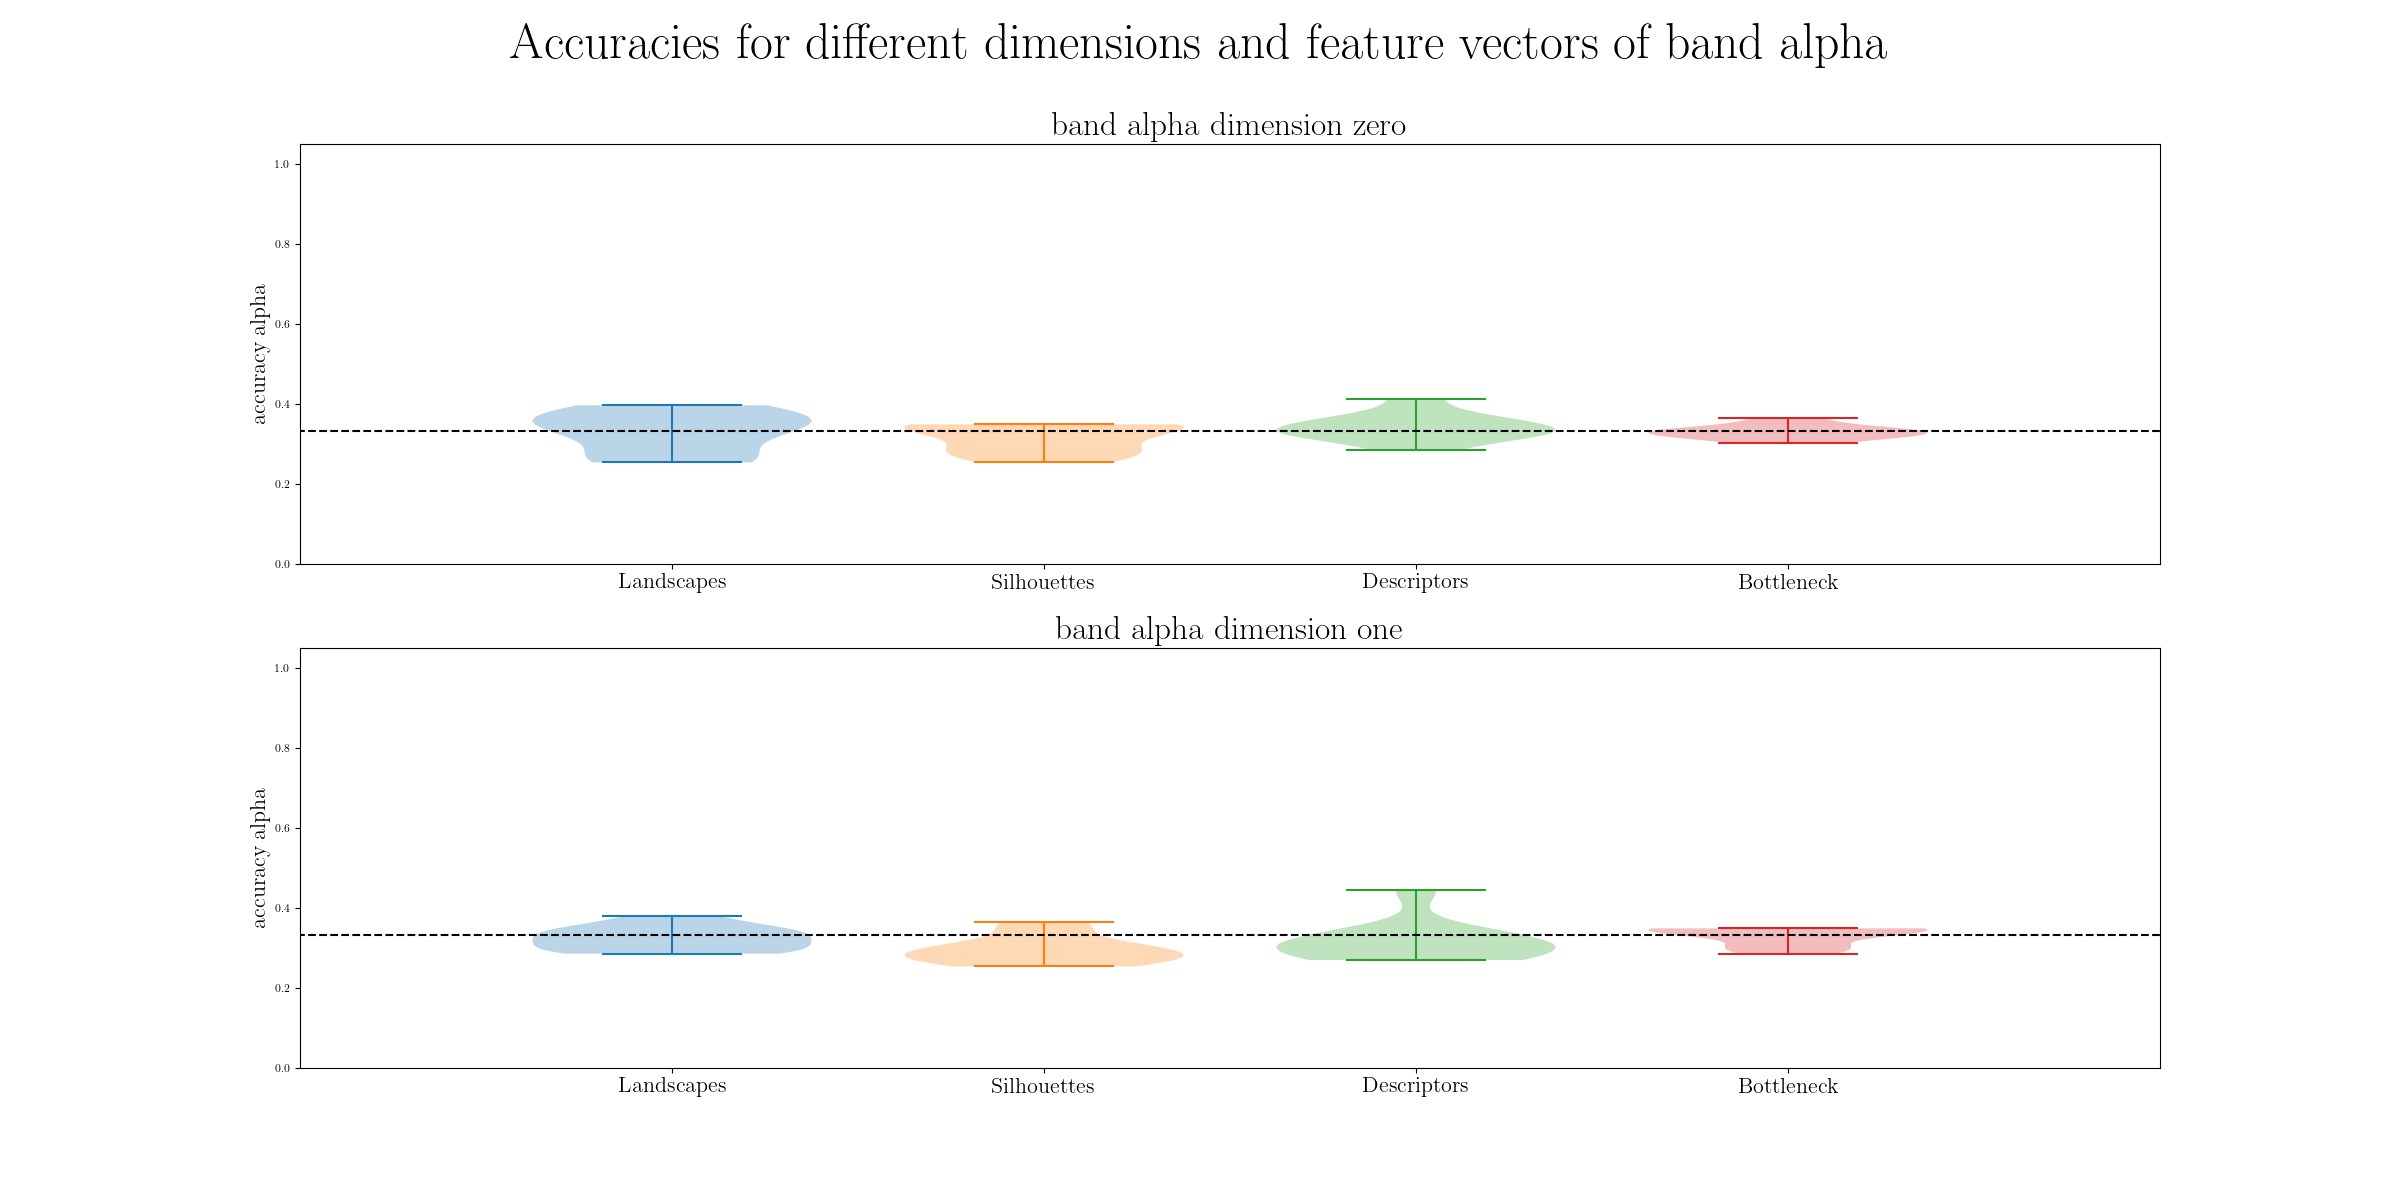 Accuracies for different dimensions and feature vectors of band alpha
band alpha dimension zero
1.0
0.8
0.6
0.4
0.2
0.0
accuracy alpha
Landscapes Silhouettes Descriptors Bottleneck
band alpha dimension one
1.0
0.8
0.6
0.4
0.2
0.0
accuracy alpha
Landscapes Silhouettes Descriptors Bottleneck